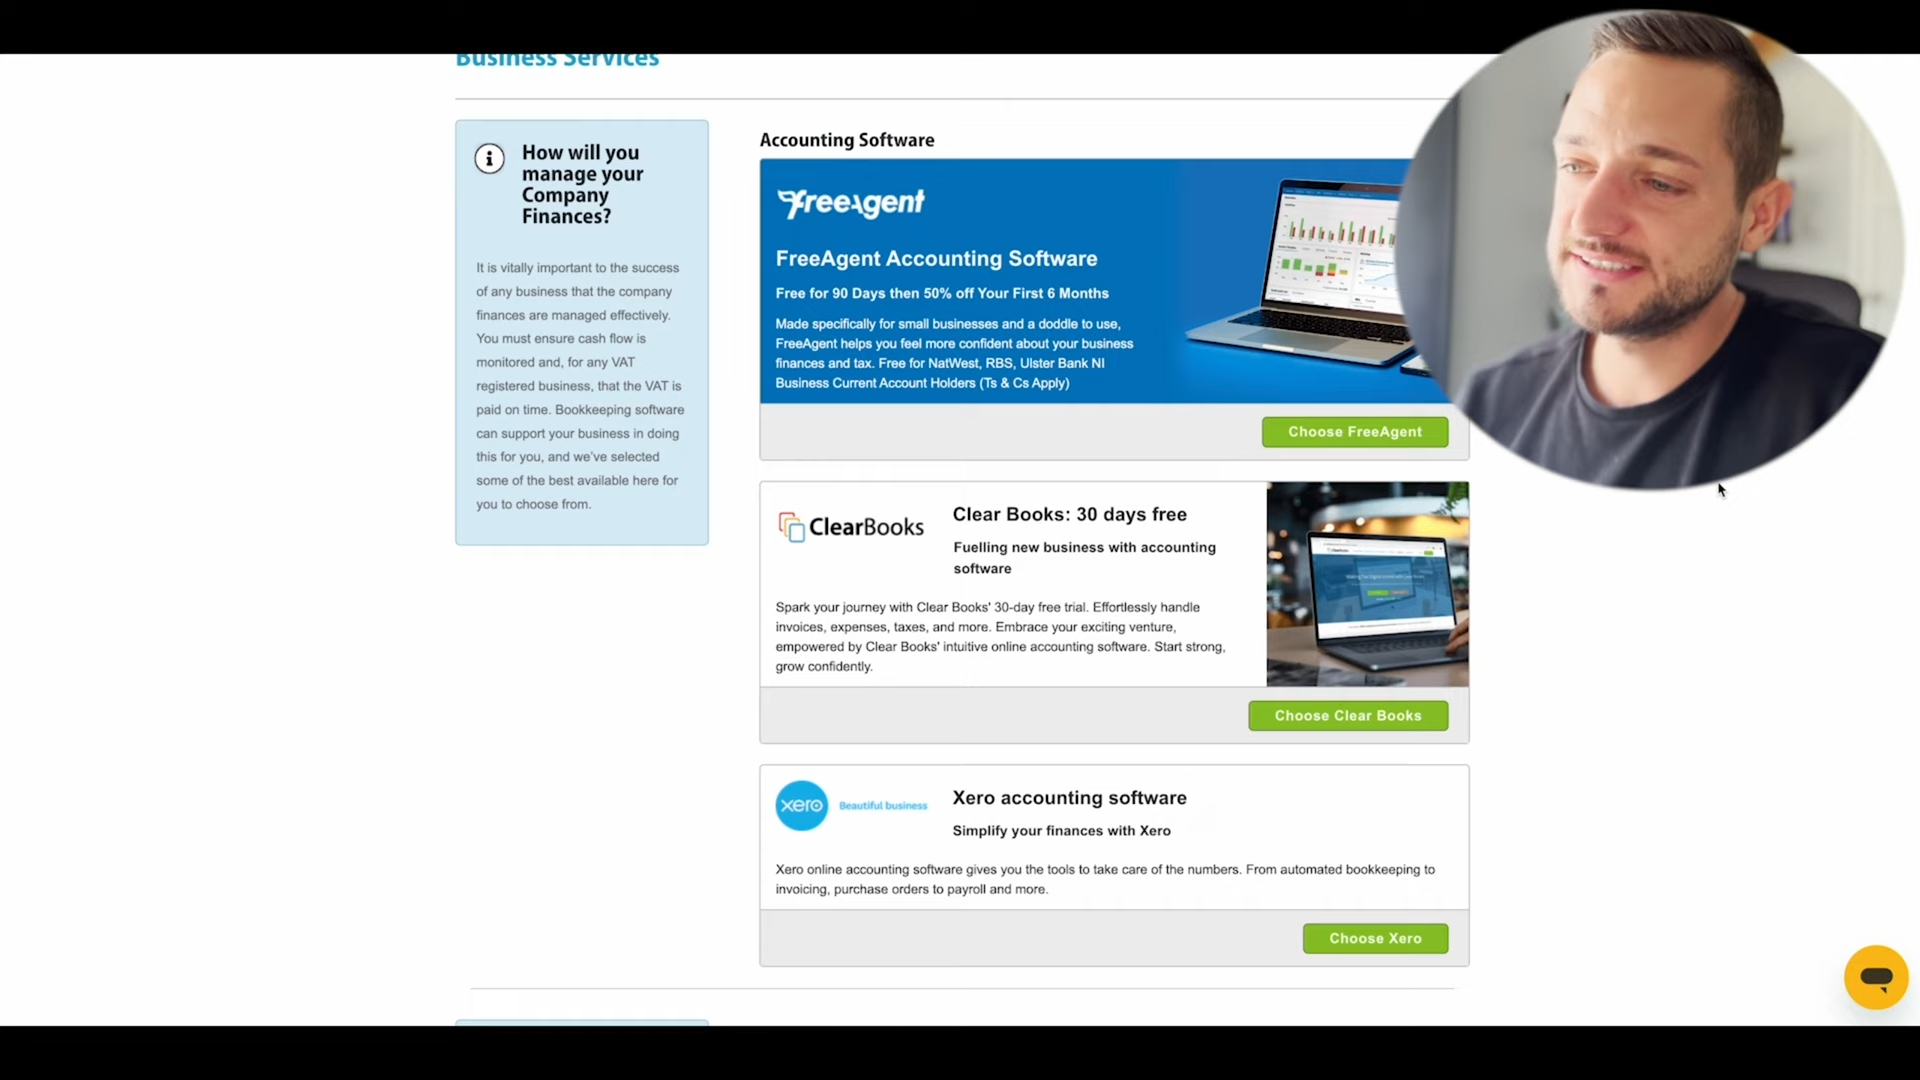 Business Services
How will you
manage your
Company
Finances?
It is vitally important to the success
of any business that the company
finances are managed effectively.
You must ensure cash flow is
monitored and, for any VAT
registered business, that the VAT is
paid on time. Bookkeeping software
can support your business in doing
this for you, and we've selected
some of the best available here for
you to choose from.
Accounting Software
freeagent
FreeAgent Accounting Software
Free for 90 Days then 50% off Your First 6 Months
Made specifically for small businesses and a doddle to use,
FreeAgent helps you feel more confident about your business
finances and tax. Free for NatWest, RBS, Ulster Bank NI
Business Current Account Holders (Ts & Cs Apply)
Choose FreeAgent
ClearBooks
Clear Books: 30 days free
Fuelling new business with accounting
software
Spark your journey with Clear Books' 30-day free trial. Effortlessly handle
invoices, expenses, taxes, and more. Embrace your exciting venture,
empowered by Clear Books' intuitive online accounting software. Start strong,
grow confidently.
Choose Clear Books
xero
Beautiful business
Xero accounting software
Simplify your finances with Xero
Xero online accounting software gives you the tools to take care of the numbers. From automated bookkeeping to
invoicing, purchase orders to payroll and more.
Choose Xero